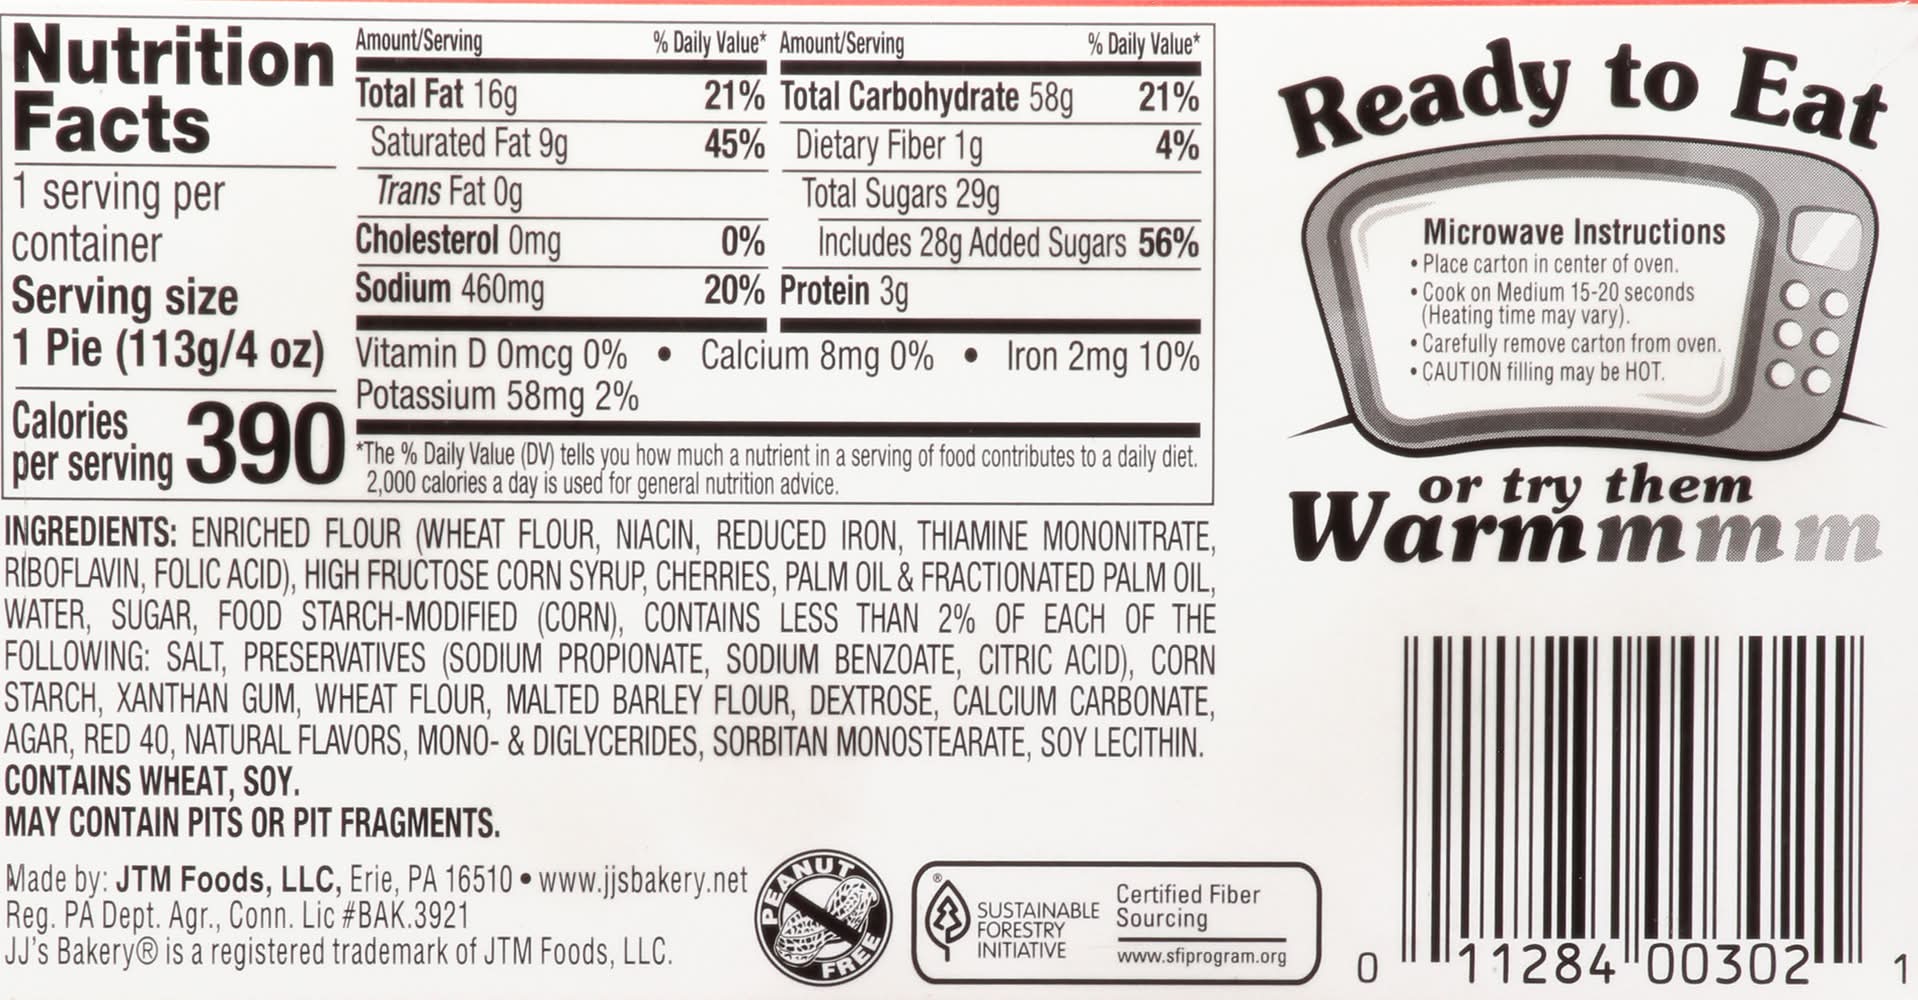 Nutrition
Facts
1 serving per
container
Serving size
1 Pie (113g/4 oz)
Calories
per serving 390
Amount/Serving % Daily Value*
Total Fat 16g 21%
Saturated Fat 9g 45%
Trans Fat 0g
Cholesterol 0mg 0%
Sodium 460mg 20%
Amount/Serving % Daily Value*
Total Carbohydrate 58g 21%
Dietary Fiber 1g 4%
Total Sugars 29g
Includes 28g Added Sugars 56%
Protein 3g
Vitamin D 0mcg 0% • Calcium 8mg 0% • Iron 2mg 10%
Potassium 58mg 2%
*The % Daily Value (DV) tells you how much a nutrient in a serving of food contributes to a daily diet.
2,000 calories a day is used for general nutrition advice.
INGREDIENTS: ENRICHED FLOUR (WHEAT FLOUR, NIACIN, REDUCED IRON, THIAMINE MONONITRATE,
RIBOFLAVIN, FOLIC ACID), HIGH FRUCTOSE CORN SYRUP, CHERRIES, PALM OIL & FRACTIONATED PALM OIL,
WATER, SUGAR, FOOD STARCH-MODIFIED (CORN), CONTAINS LESS THAN 2% OF EACH OF THE
FOLLOWING: SALT, PRESERVATIVES (SODIUM PROPIONATE, SODIUM BENZOATE, CITRIC ACID), CORN
STARCH, XANTHAN GUM, WHEAT FLOUR, MALTED BARLEY FLOUR, DEXTROSE, CALCIUM CARBONATE,
AGAR, RED 40, NATURAL FLAVORS, MONO- & DIGLYCERIDES, SORBITAN MONOSTEARATE, SOY LECITHIN.
CONTAINS WHEAT, SOY.
MAY CONTAIN PITS OR PIT FRAGMENTS.
Made by: JTM Foods, LLC, Erie, PA 16510 • www.jjsbakery.net
Reg. PA Dept. Agr., Conn. Lic #BAK.3921
JJ's Bakery® is a registered trademark of JTM Foods, LLC.
PEANUT
FREE
®
SUSTAINABLE
FORESTRY
INITIATIVE
Certified Fiber
Sourcing
www.sfiprogram.org
Ready to Eat
Microwave Instructions
• Place carton in center of oven.
• Cook on Medium 15-20 seconds
(Heating time may vary).
• Carefully remove carton from oven.
• CAUTION filling may be HOT.
or try them
Warmmmm
0 11284 00302 1